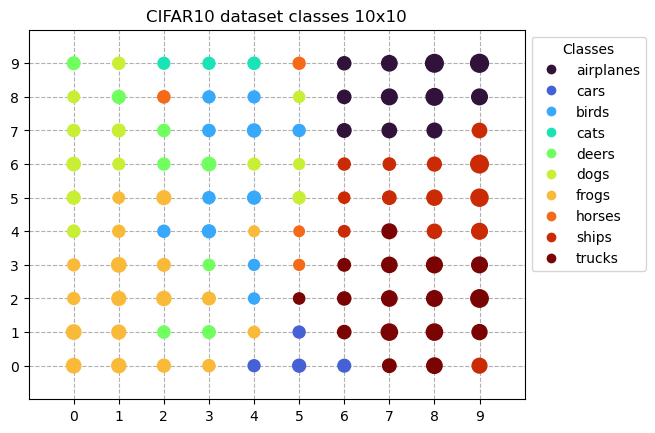 CIFAR10 dataset classes 10x10
Classes
airplanes
cars
birds
cats
deers
dogs
frogs
horses
ships
trucks
9
8
7
6
5
4
3
2
1
0
0 1 2 3 4 5 6 7 8 9